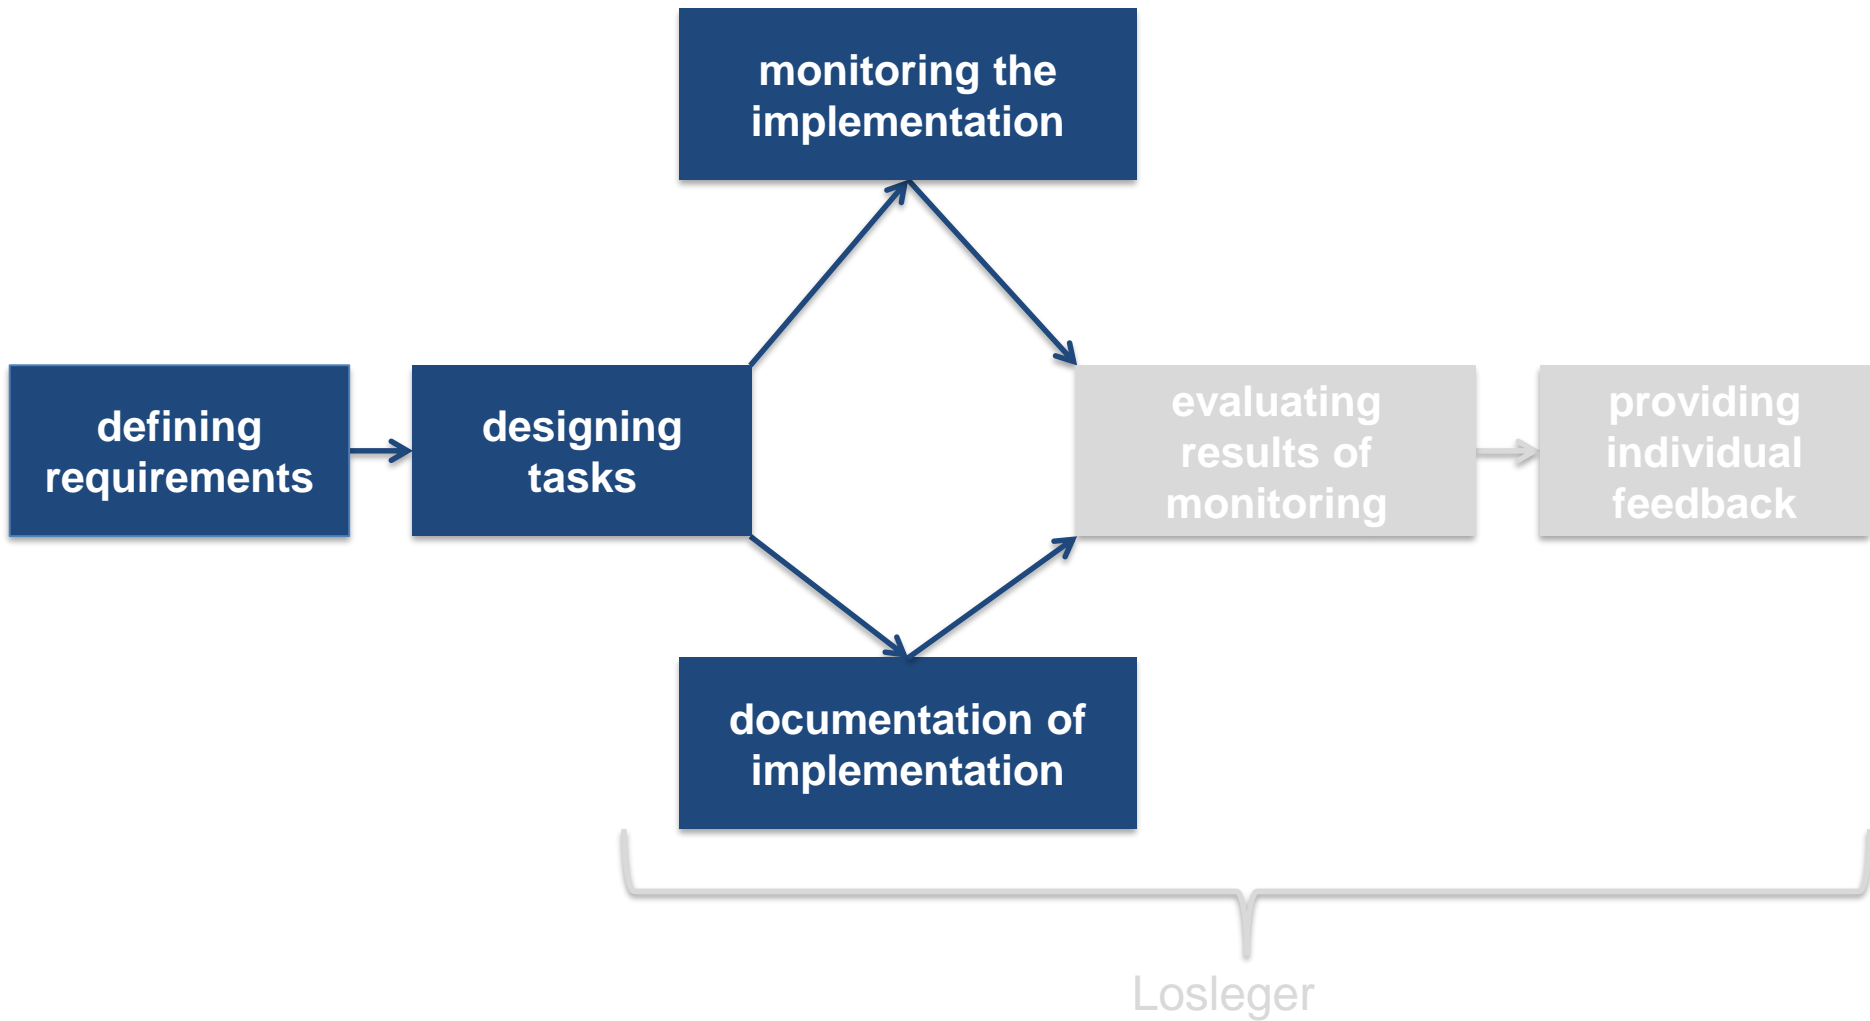 monitoring the
implementation
defining
requirements
designing
tasks
evaluating
results of
monitoring
providing
individual
feedback
documentation of
implementation
Losleger